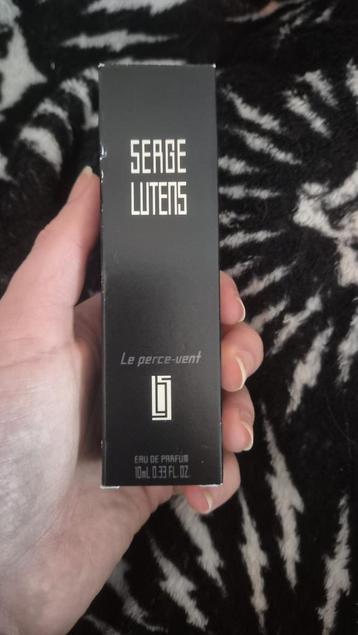 SERGE
LUTENS
Le perce-vent
EAU DE PARFUM
10mL 0.33 FL. OZ.